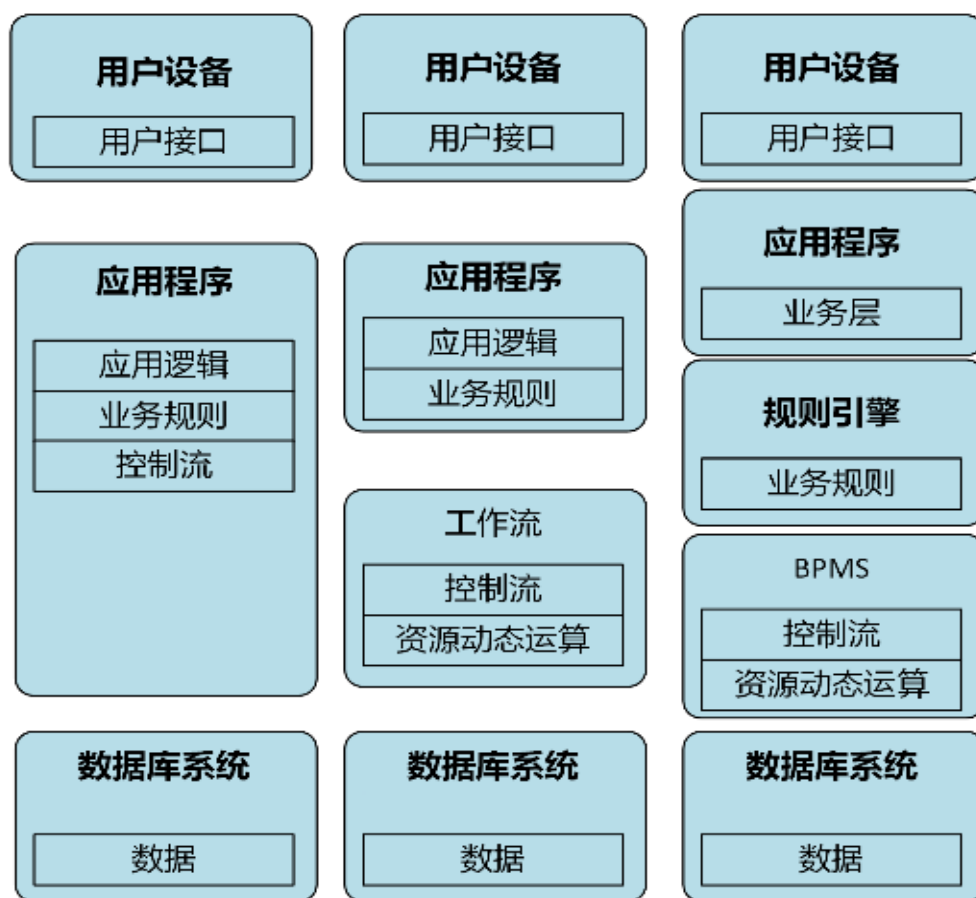 用户设备
用户接口
应用程序
应用逻辑
业务规则
控制流
数据库系统
数据
用户设备
用户接口
应用程序
应用逻辑
业务规则
工作流
控制流
资源动态运算
数据库系统
数据
用户设备
用户接口
应用程序
业务层
规则引擎
业务规则
BPMS
控制流
资源动态运算
数据库系统
数据